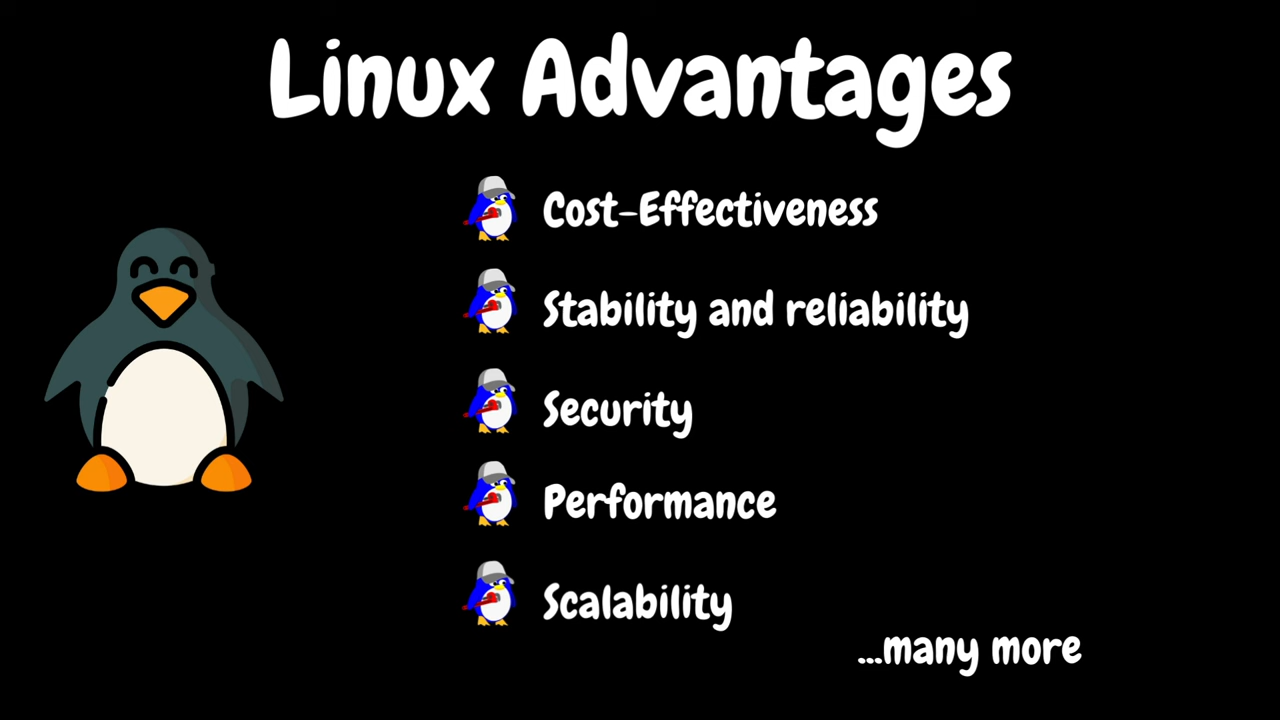 Linux Advantages
Cost-Effectiveness
Stability and reliability
Security
Performance
Scalability
...many more